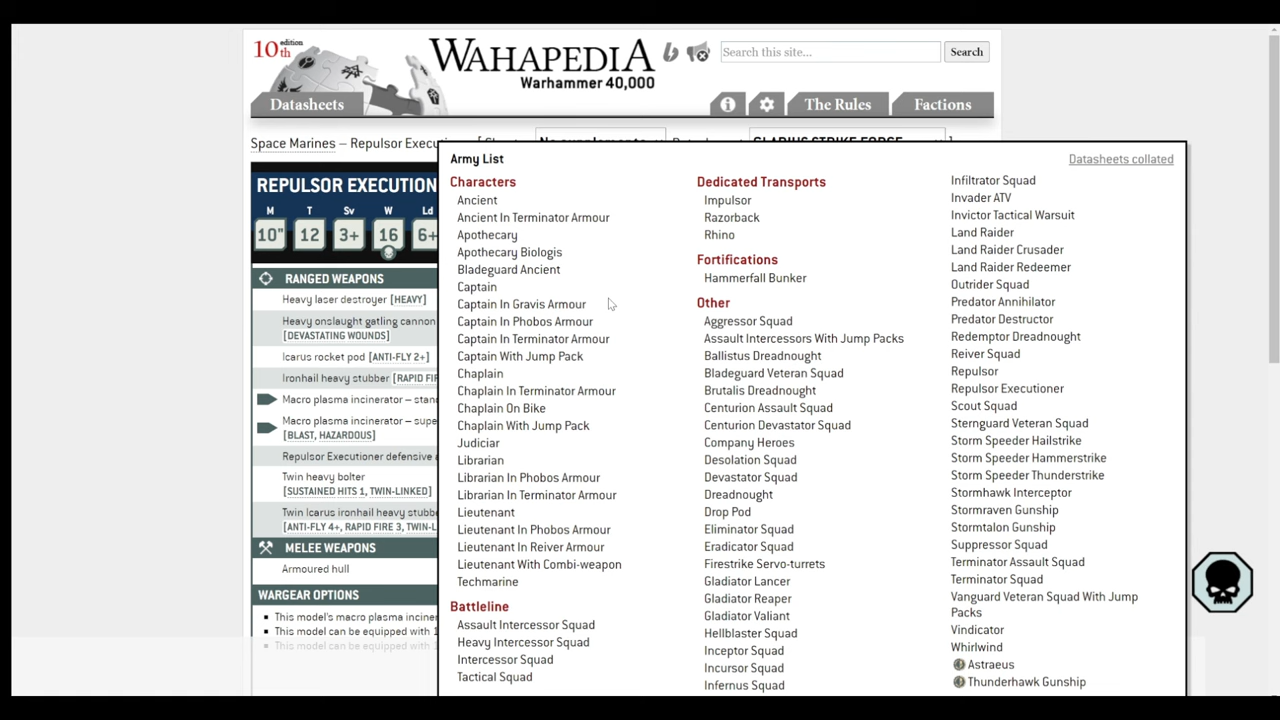 10th edition
WAHAPEDIA
Warhammer 40,000
Search this site...
Search
Datasheets
The Rules
Factions
Space Marines – Repulsor
REPULSOR EXECUTION
M T Sv W Ld
10" 12 3+ 16 6+
RANGED WEAPONS
Heavy laser destroyer [HEAVY]
Heavy onslaught gatling cannon
[DEVASTATING WOUNDS]
Icarus rocket pod [ANTI-FLY 2+]
Ironhail heavy stubber [RAPID FIR
Macro plasma incinerator – stan
Macro plasma incinerator – supe
[BLAST, HAZARDOUS]
Repulsor Executioner defensive
Twin heavy bolter
[SUSTAINED HITS 1, TWIN-LINKED]
Twin Icarus ironhail heavy stubbe
[ANTI-FLY 4+, RAPID FIRE 3, TWIN-L
MELEE WEAPONS
Armoured hull
WARGEAR OPTIONS
This model's macro plasma inciner
This model can be equipped with 1
This model can be equipped with
Army List
Datasheets collated
Characters
Ancient
Ancient In Terminator Armour
Apothecary
Apothecary Biologis
Bladeguard Ancient
Captain
Captain In Gravis Armour
Captain In Phobos Armour
Captain In Terminator Armour
Captain With Jump Pack
Chaplain
Chaplain In Terminator Armour
Chaplain On Bike
Chaplain With Jump Pack
Judiciar
Librarian
Librarian In Phobos Armour
Librarian In Terminator Armour
Lieutenant
Lieutenant In Phobos Armour
Lieutenant In Reiver Armour
Lieutenant With Combi-weapon
Techmarine
Battleline
Assault Intercessor Squad
Heavy Intercessor Squad
Intercessor Squad
Tactical Squad
Dedicated Transports
Impulsor
Razorback
Rhino
Fortifications
Hammerfall Bunker
Other
Aggressor Squad
Assault Intercessors With Jump Packs
Ballistus Dreadnought
Bladeguard Veteran Squad
Brutalis Dreadnought
Centurion Assault Squad
Centurion Devastator Squad
Company Heroes
Desolation Squad
Devastator Squad
Dreadnought
Drop Pod
Eliminator Squad
Eradicator Squad
Firestrike Servo-turrets
Gladiator Lancer
Gladiator Reaper
Gladiator Valiant
Hellblaster Squad
Inceptor Squad
Incursor Squad
Infernus Squad
Infiltrator Squad
Invader ATV
Invictor Tactical Warsuit
Land Raider
Land Raider Crusader
Land Raider Redeemer
Outrider Squad
Predator Annihilator
Predator Destructor
Redemptor Dreadnought
Reiver Squad
Repulsor
Repulsor Executioner
Scout Squad
Sternguard Veteran Squad
Storm Speeder Hailstrike
Storm Speeder Hammerstrike
Storm Speeder Thunderstrike
Stormhawk Interceptor
Stormraven Gunship
Stormtalon Gunship
Suppressor Squad
Terminator Assault Squad
Terminator Squad
Vanguard Veteran Squad With Jump
Packs
Vindicator
Whirlwind
Astraeus
Thunderhawk Gunship